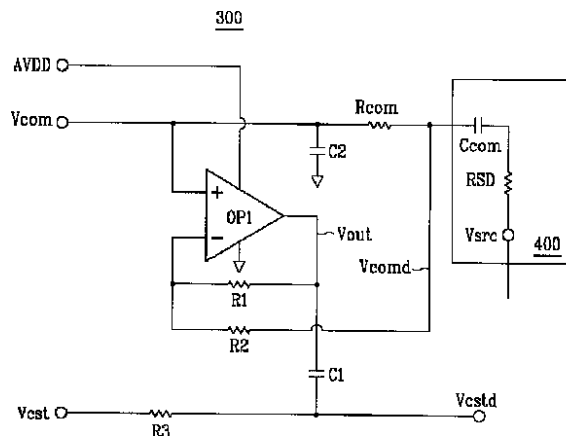 300
AVDD
Vcom
Rcom
C2
Ccom
RSD
+
OP1
−
Vout
Vsrc
400
Vcomd
R1
R2
C1
Vcst
R3
Vcstd